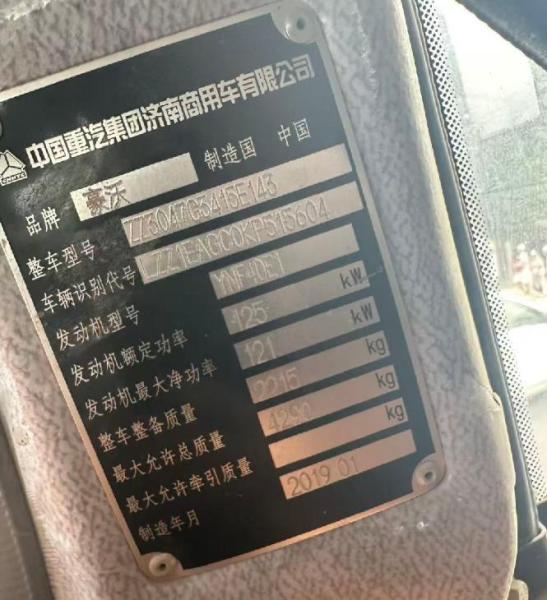 中国重汽集团济南商用车有限公司
品牌 豪沃 制造国 中国
整车型号 ZZ3047G3415E143
车辆识别代号 LZZ1EAGC0KP515604
发动机型号 YNF40E1
发动机额定功率 125 kW
发动机最大净功率 121 kW
整车整备质量 2215 kg
最大允许总质量 4290 kg
最大允许牵引质量 kg
制造年月 2019 01